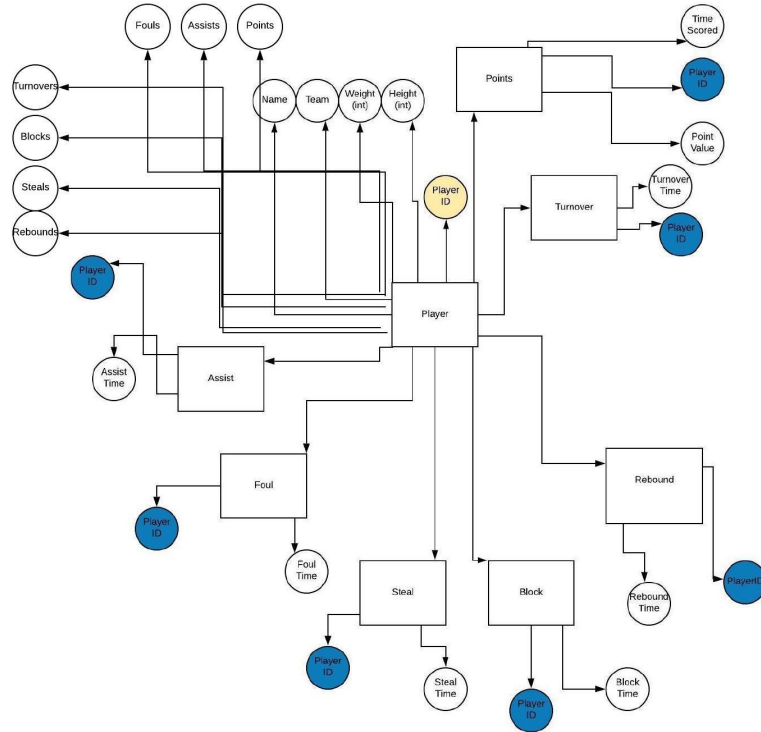 Fouls
Assists
Points
Time
Scored
Player
ID
Points
Turnovers
Name
Team
Weight
(int)
Height
(int)
Blocks
Point
Value
Steals
Player
ID
Turnover
Time
Turnover
Rebounds
Player
ID
Player
ID
Player
Assist
Time
Assist
Foul
Rebound
Player
ID
Foul
Time
Steal
Block
PlayerID
Rebound
Time
Player
ID
Steal
Time
Player
ID
Block
Time